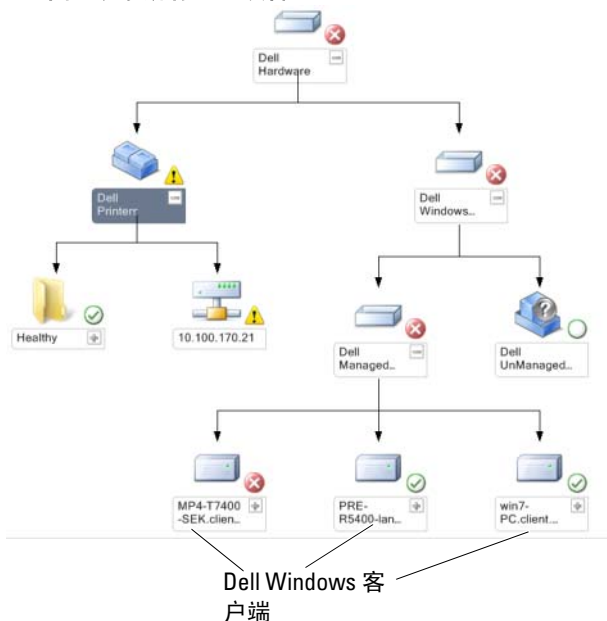 Dell
Hardware
Dell
Printers
Dell
Windows...
Healthy
10.100.170.21
Dell
Managed...
Dell
UnManaged...
MP4-T7400
-SEK.clien...
PRE-
R5400-lan...
win7-
PC.client...
Dell Windows 客
户端